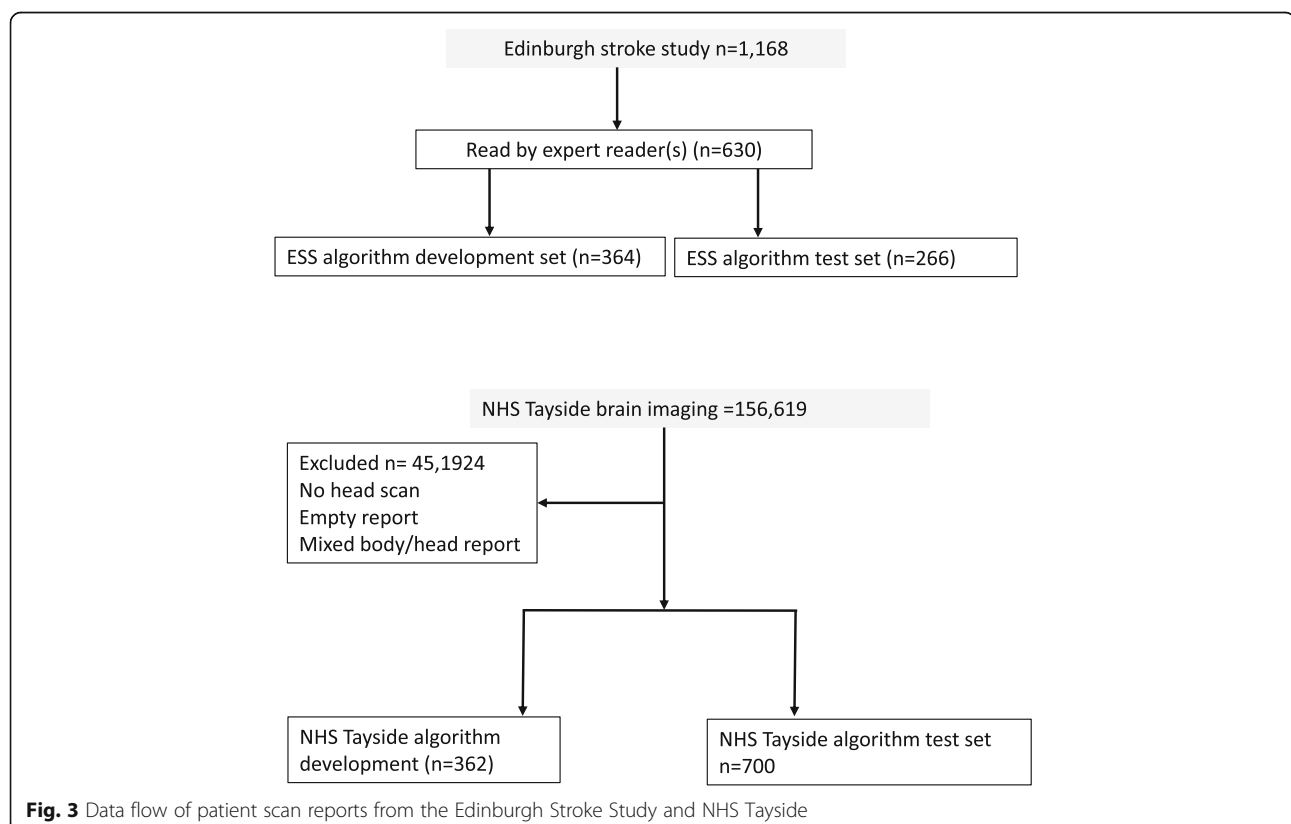 Edinburgh stroke study n=1,168
Read by expert reader(s) (n=630)
ESS algorithm development set (n=364)
ESS algorithm test set (n=266)
NHS Tayside brain imaging =156,619
Excluded n= 45,1924
No head scan
Empty report
Mixed body/head report
NHS Tayside algorithm
development (n=362)
NHS Tayside algorithm test set
n=700
Fig. 3 Data flow of patient scan reports from the Edinburgh Stroke Study and NHS Tayside